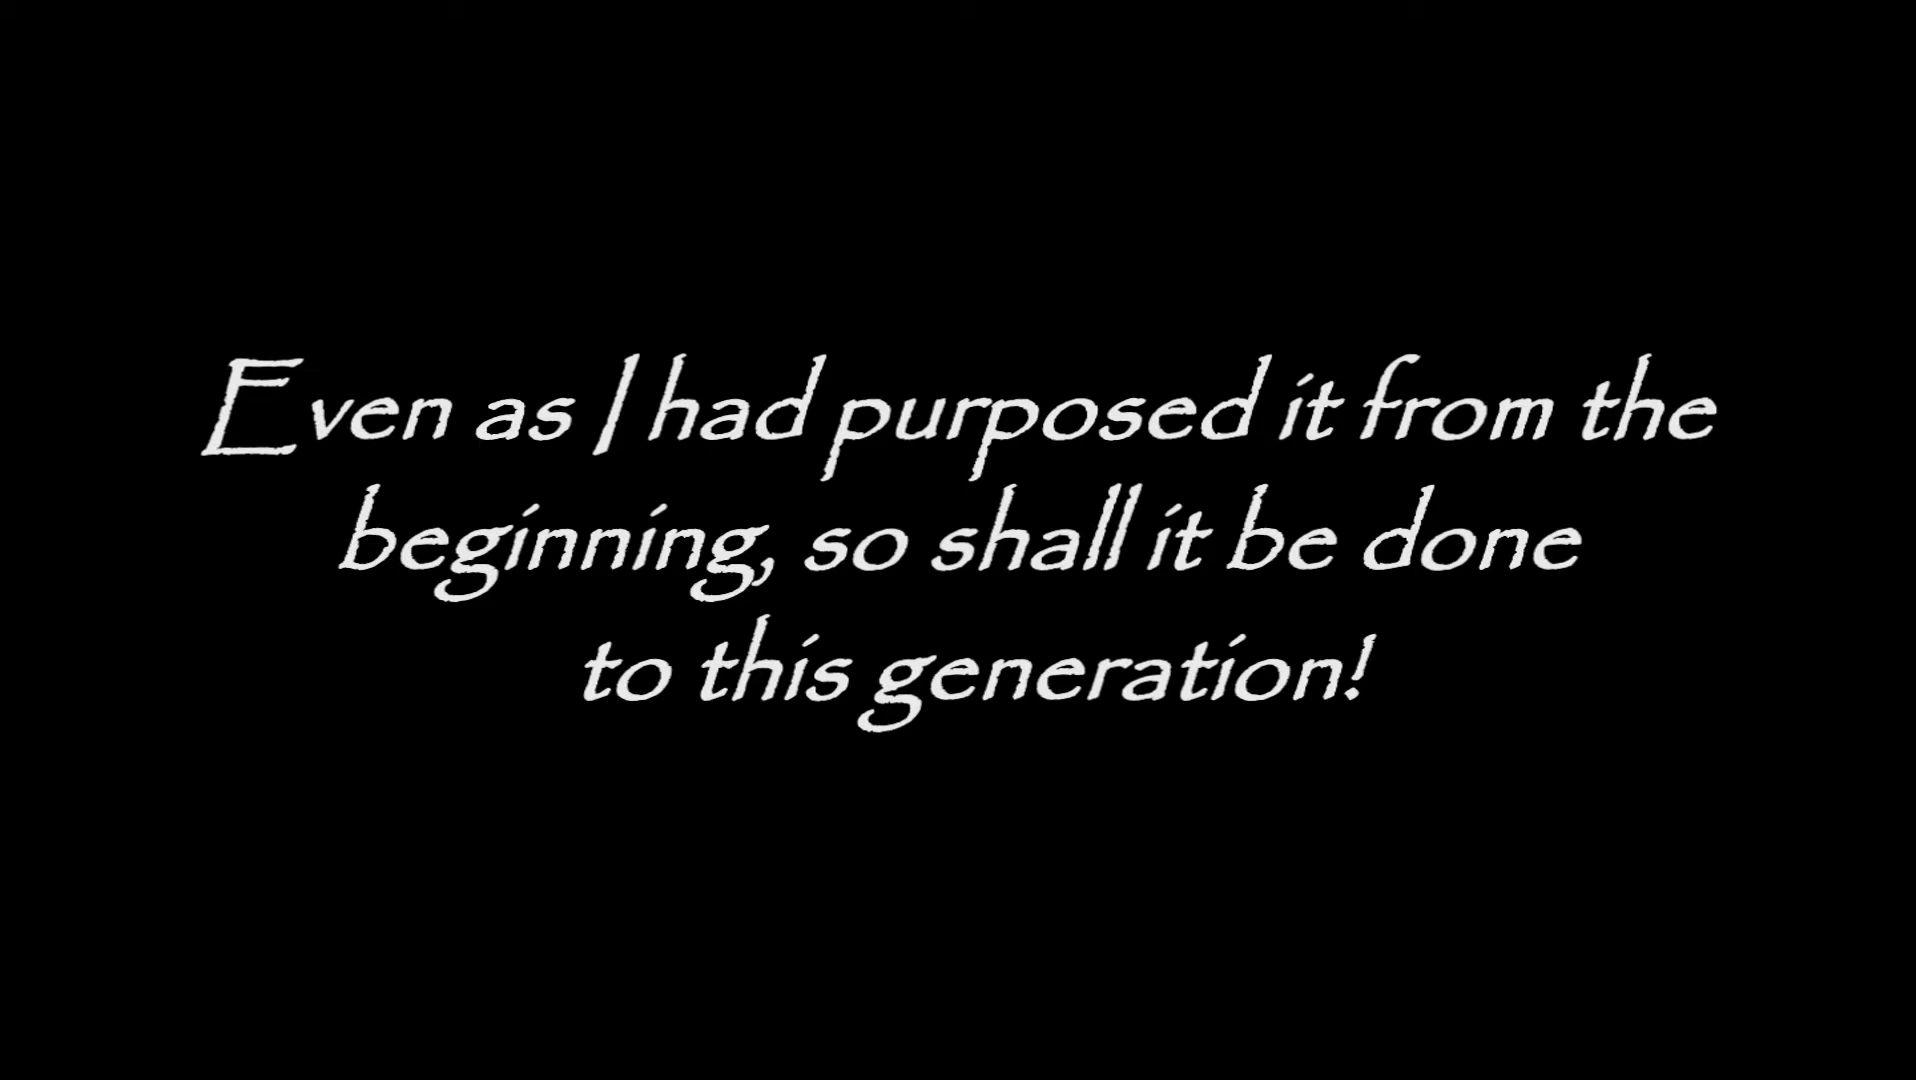 Even as I had purposed it from the
beginning, so shall it be done
to this generation!